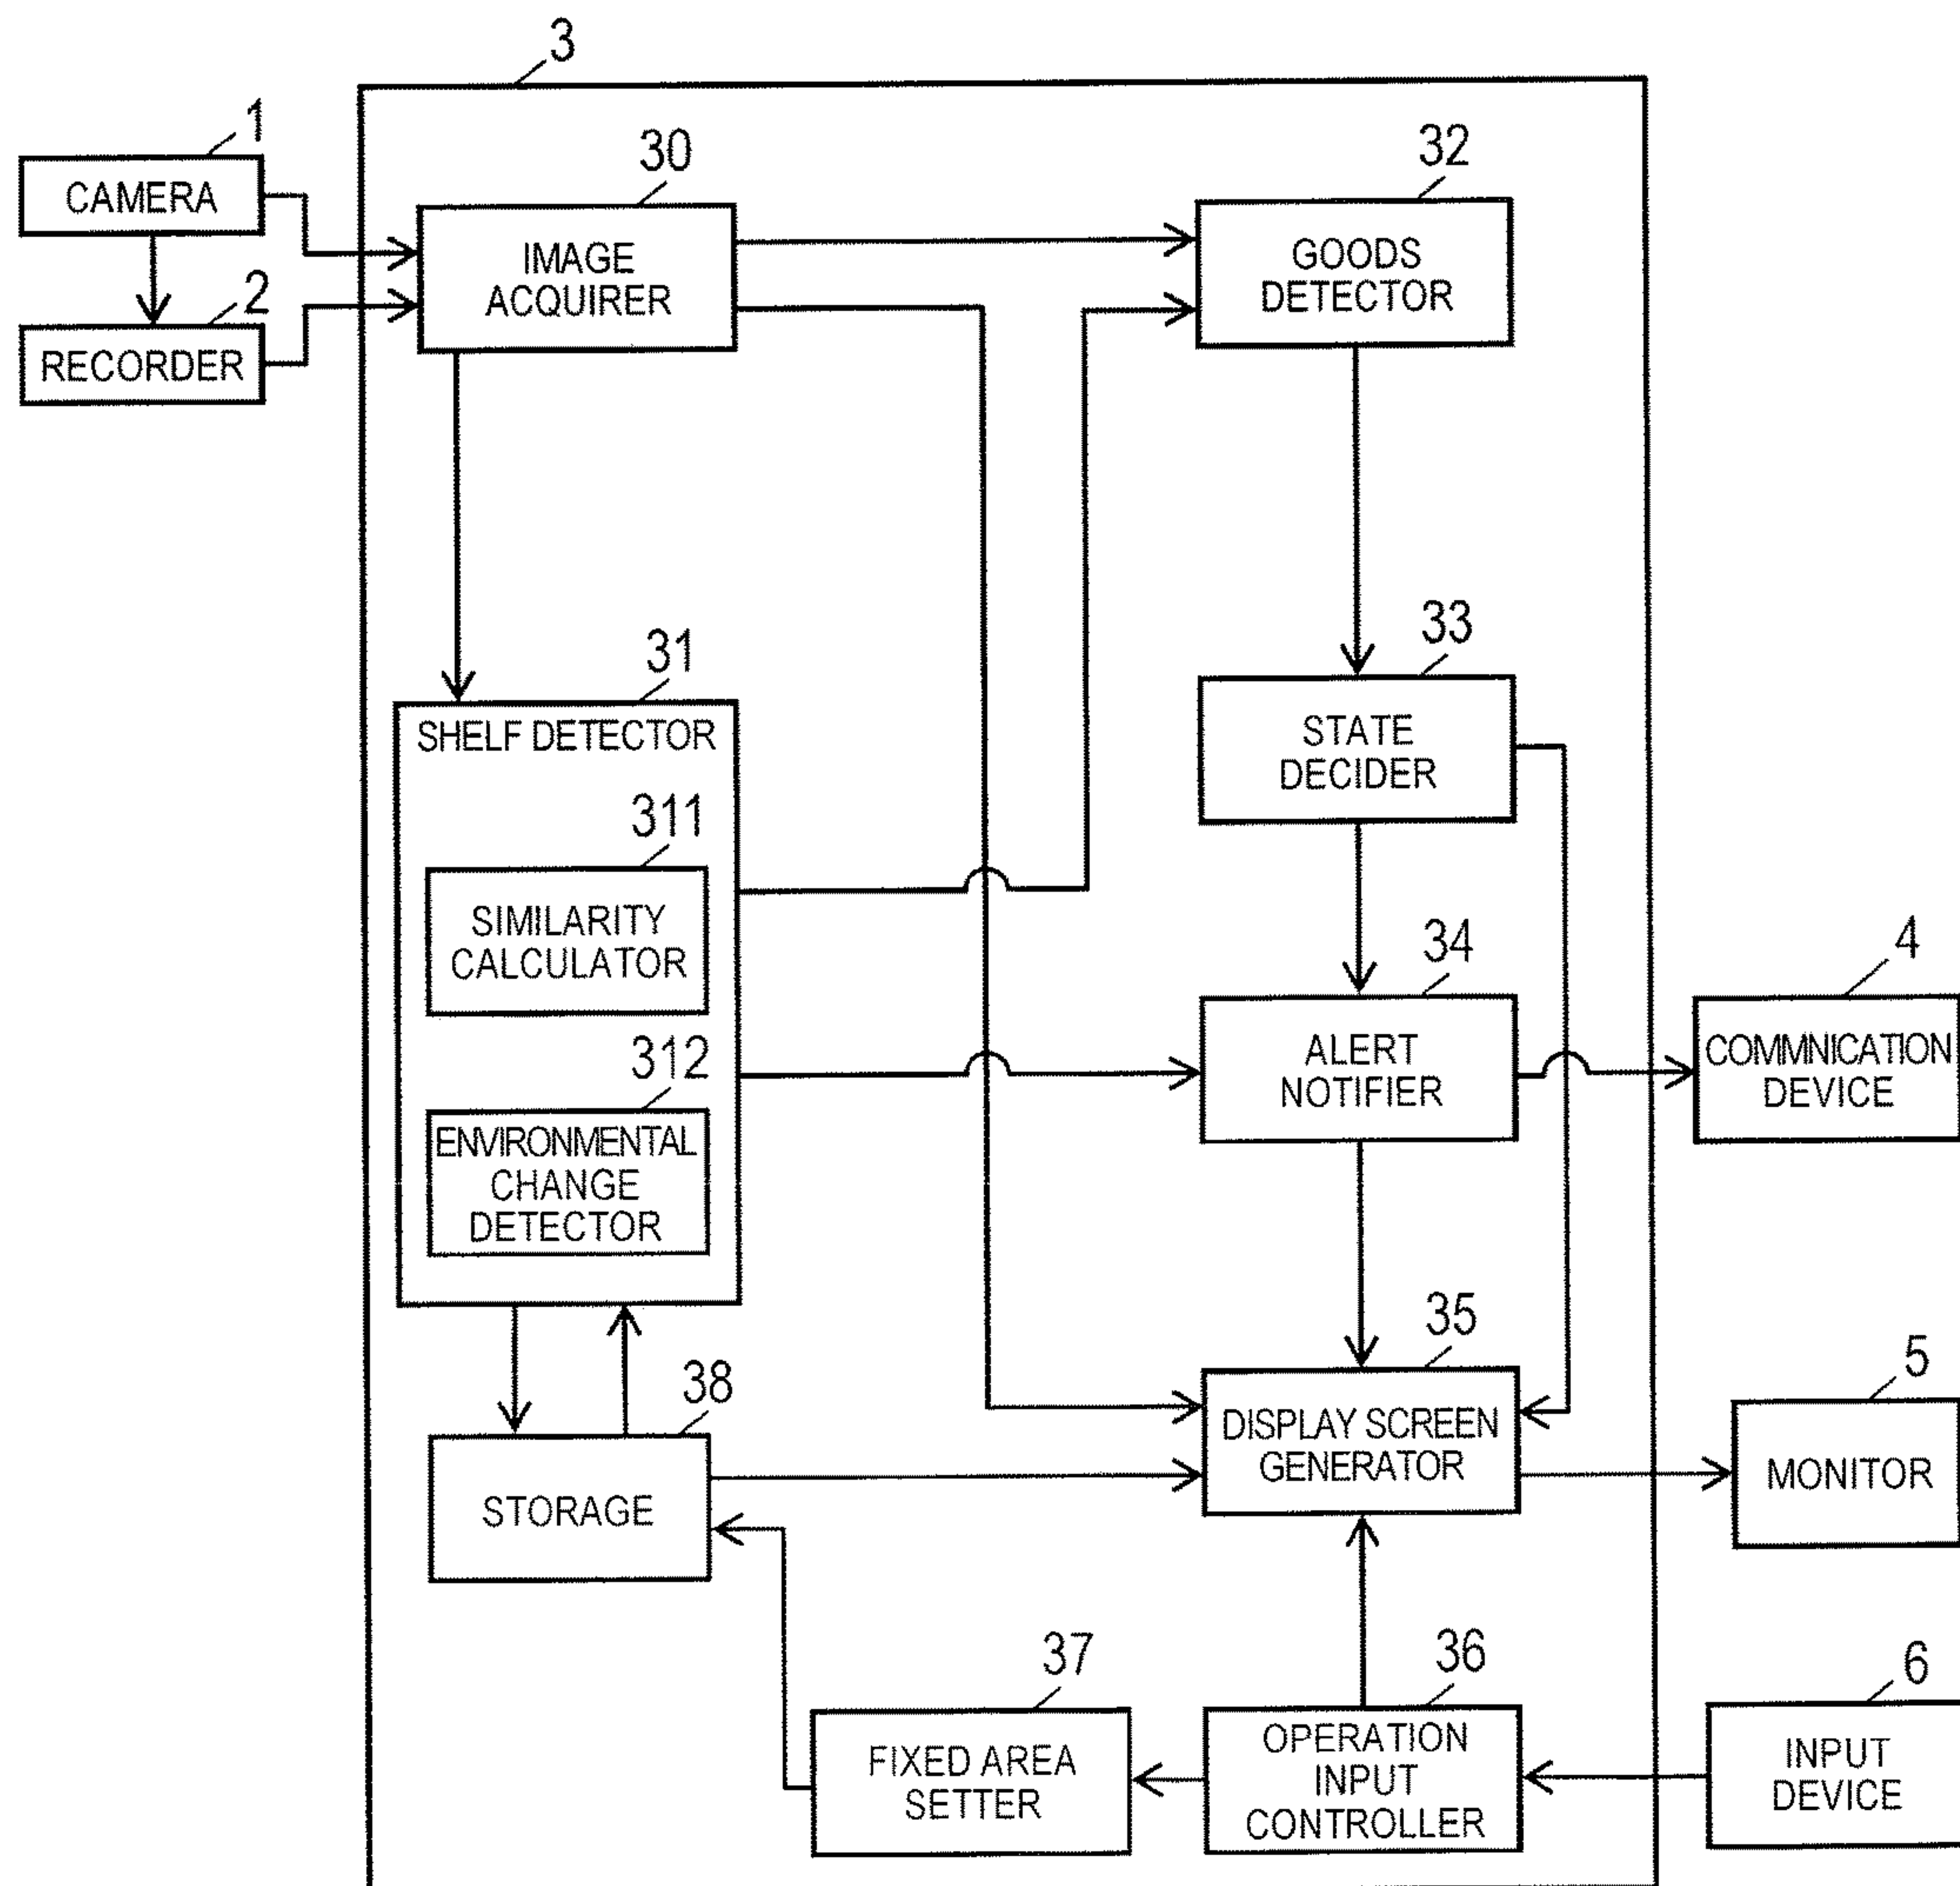 3
1
CAMERA
2
RECORDER
30
IMAGE
ACQUIRER
32
GOODS
DETECTOR
31
SHELF DETECTOR
311
SIMILARITY
CALCULATOR
312
ENVIRONMENTAL
CHANGE
DETECTOR
33
STATE
DECIDER
34
ALERT
NOTIFIER
4
COMMNICATION
DEVICE
35
DISPLAY SCREEN
GENERATOR
5
MONITOR
38
STORAGE
37
FIXED AREA
SETTER
36
OPERATION
INPUT
CONTROLLER
6
INPUT
DEVICE